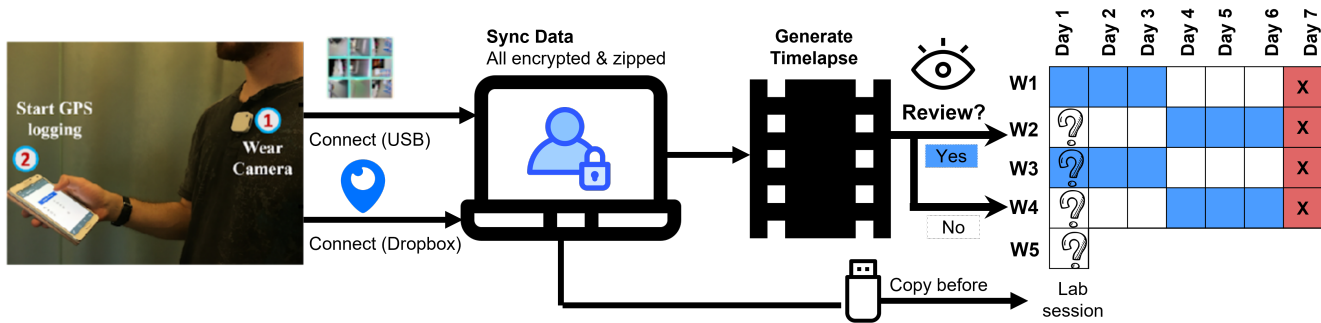 Start GPS
logging
1
Wear
Camera
2
Connect (USB)
Connect (Dropbox)
Sync Data
All encrypted & zipped
Generate
Timelapse
Review?
Yes
No
Copy before
Day 1
Day 2
Day 3
Day 4
Day 5
Day 6
Day 7
W1
X
W2
?
X
W3
?
X
W4
?
X
W5
?
Lab
session